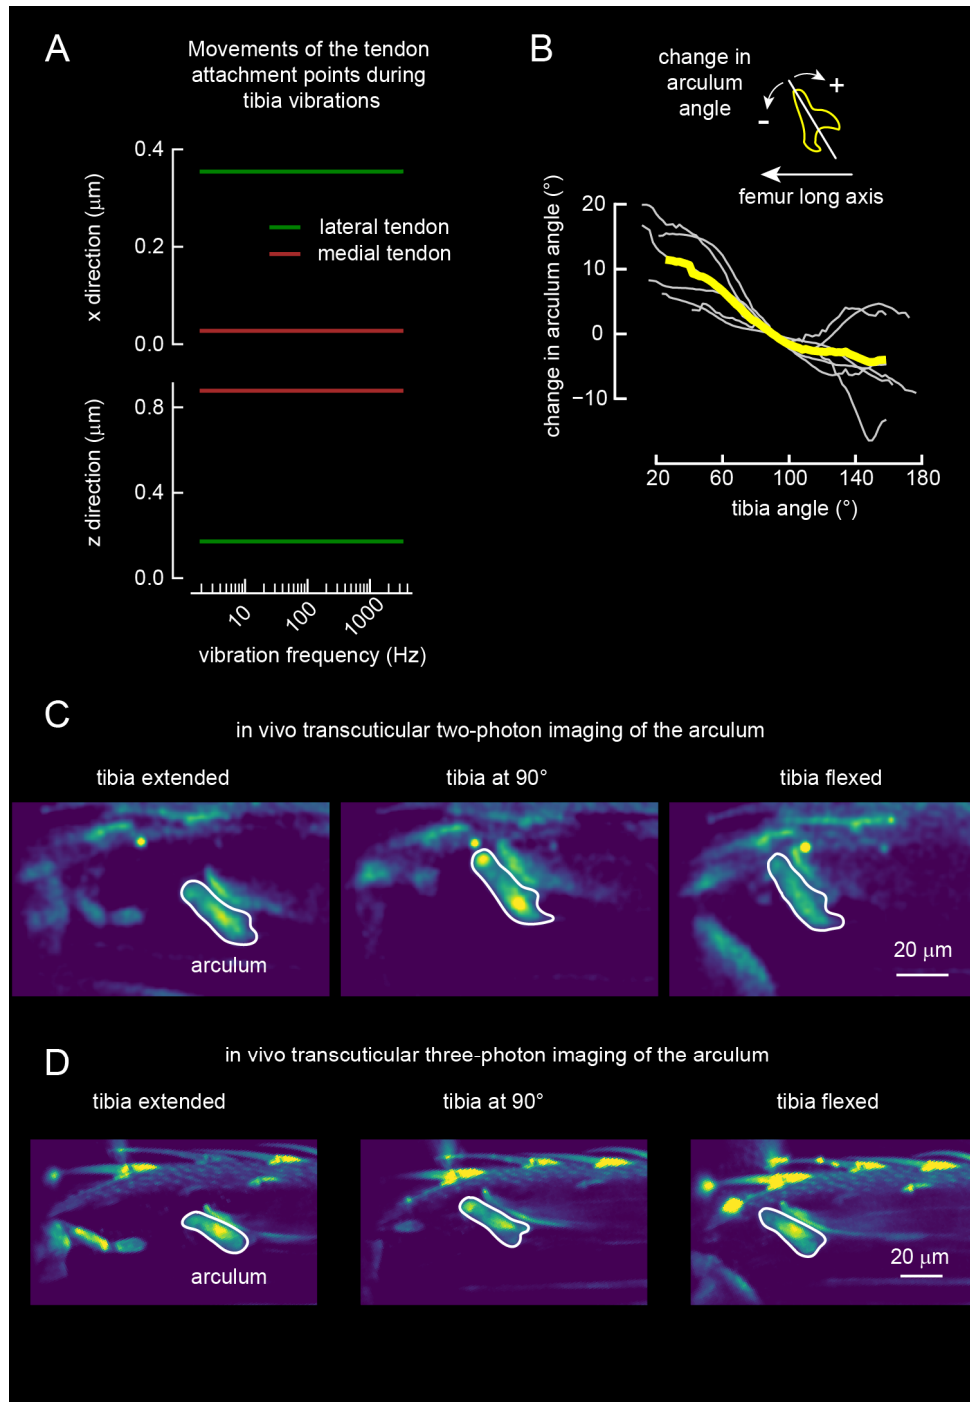 A
Movements of the tendon
attachment points during
tibia vibrations
x direction (μm)
0.4
0.2
0.0
lateral tendon
medial tendon
z direction (μm)
0.8
0.4
0.0
10
100
1000
vibration frequency (Hz)
B
change in
arculum
angle
+
-
femur long axis
change in arculum angle (°)
20
10
0
−10
20
60
100
140
180
tibia angle (°)
C
in vivo transcuticular two-photon imaging of the arculum
tibia extended
tibia at 90°
tibia flexed
arculum
20 μm
D
in vivo transcuticular three-photon imaging of the arculum
tibia extended
tibia at 90°
tibia flexed
arculum
20 μm